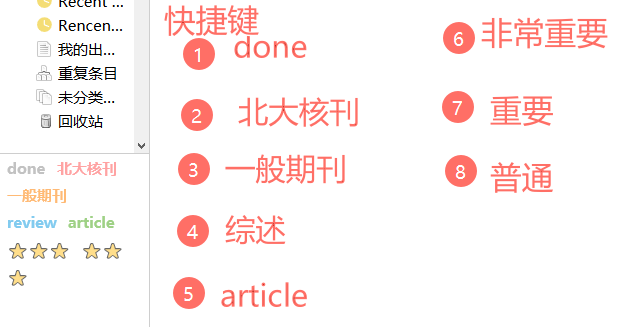 Recent ...
Rencen...
我的出...
重复条目
未分类...
回收站
done 北大核刊
一般期刊
review article
快捷键
1 done
2 北大核刊
3 一般期刊
4 综述
5 article
6 非常重要
7 重要
8 普通